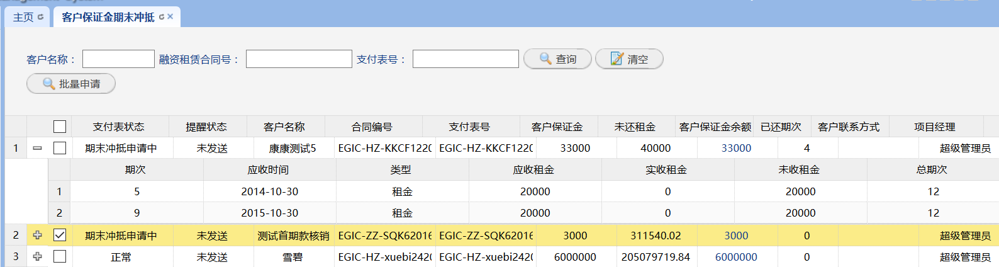 主页 客户保证金期末冲抵
客户名称： 融资租赁合同号： 支付表号： 查询 清空
批量申请
支付表状态 提醒状态 客户名称 合同编号 支付表号 客户保证金 未还租金 客户保证金余额 已还期次 客户联系方式 项目经理
1 期末冲抵申请中 未发送 康康测试5 EGIC-HZ-KKCF1220 EGIC-HZ-KKCF1220 33000 40000 33000 4 超级管理员
期次 应收时间 类型 应收租金 实收租金 未收租金 总期次
1 5 2014-10-30 租金 20000 0 20000 12
2 9 2015-10-30 租金 20000 0 20000 12
2 期末冲抵申请中 未发送 测试首期款核销 EGIC-ZZ-SQK62016 EGIC-ZZ-SQK62016 3000 311540.02 3000 0 超级管理员
3 正常 未发送 雪碧 EGIC-HZ-xuebi2420 EGIC-HZ-xuebi2420 6000000 205079719.84 6000000 0 超级管理员